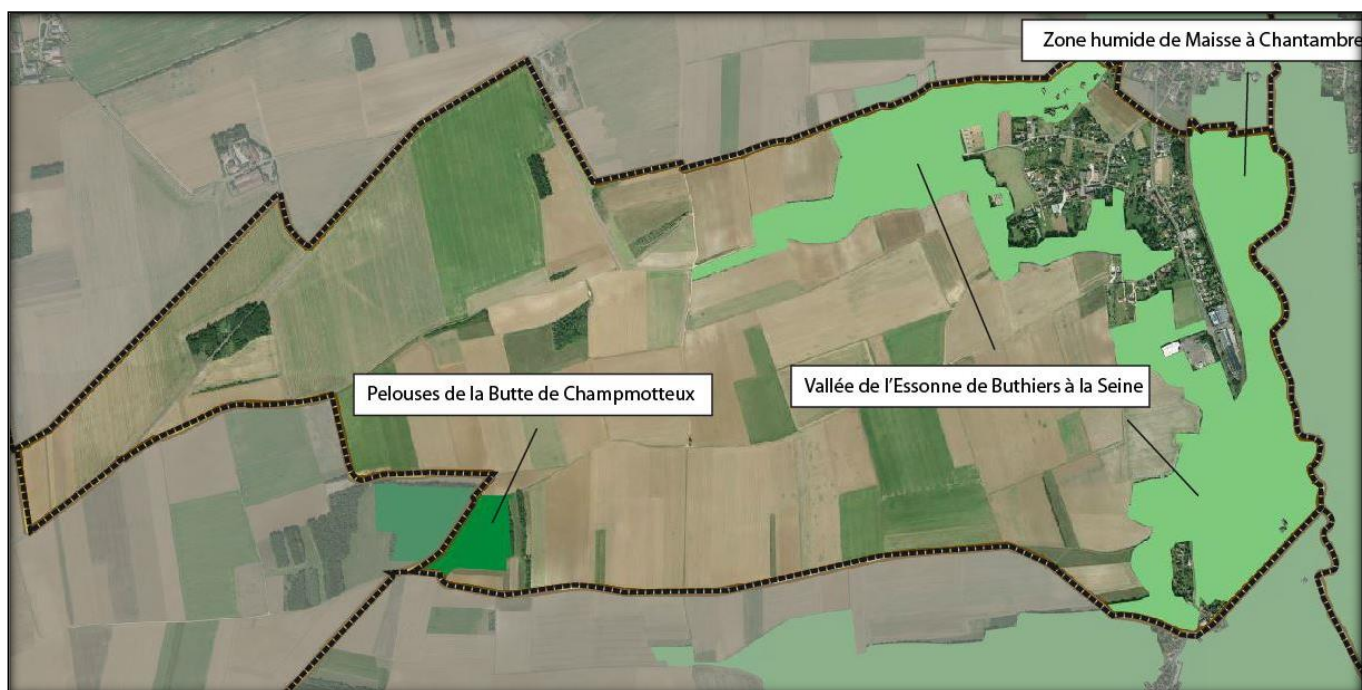 Zone humide de Maisse à Chantambre
Pelouses de la Butte de Champmotteux
Vallée de l'Essonne de Buthiers à la Seine